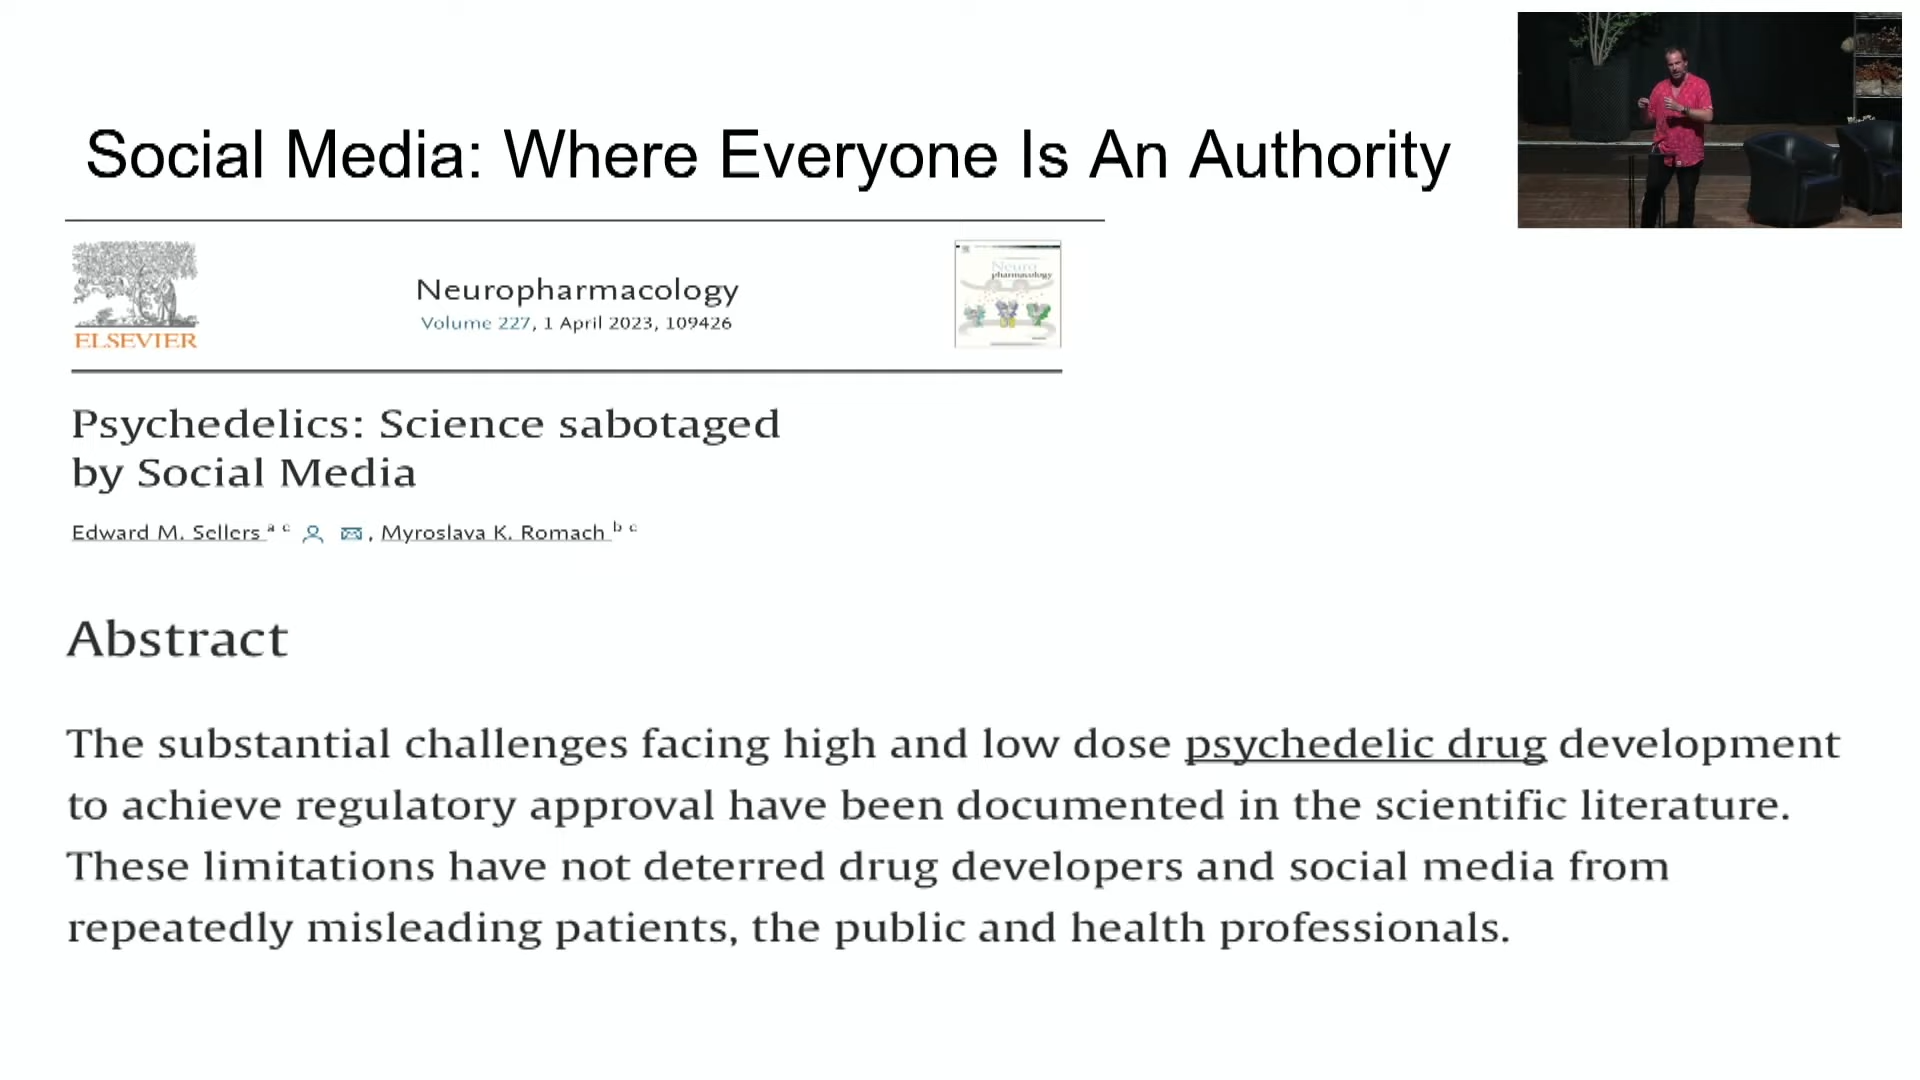 Social Media: Where Everyone Is An Authority
ELSEVIER
Neuropharmacology
Volume 227, 1 April 2023, 109426
Neuro
pharmacology
Psychedelics: Science sabotaged
by Social Media
Edward M. Sellers a c , Myroslava K. Romach b c
Abstract
The substantial challenges facing high and low dose psychedelic drug development
to achieve regulatory approval have been documented in the scientific literature.
These limitations have not deterred drug developers and social media from
repeatedly misleading patients, the public and health professionals.